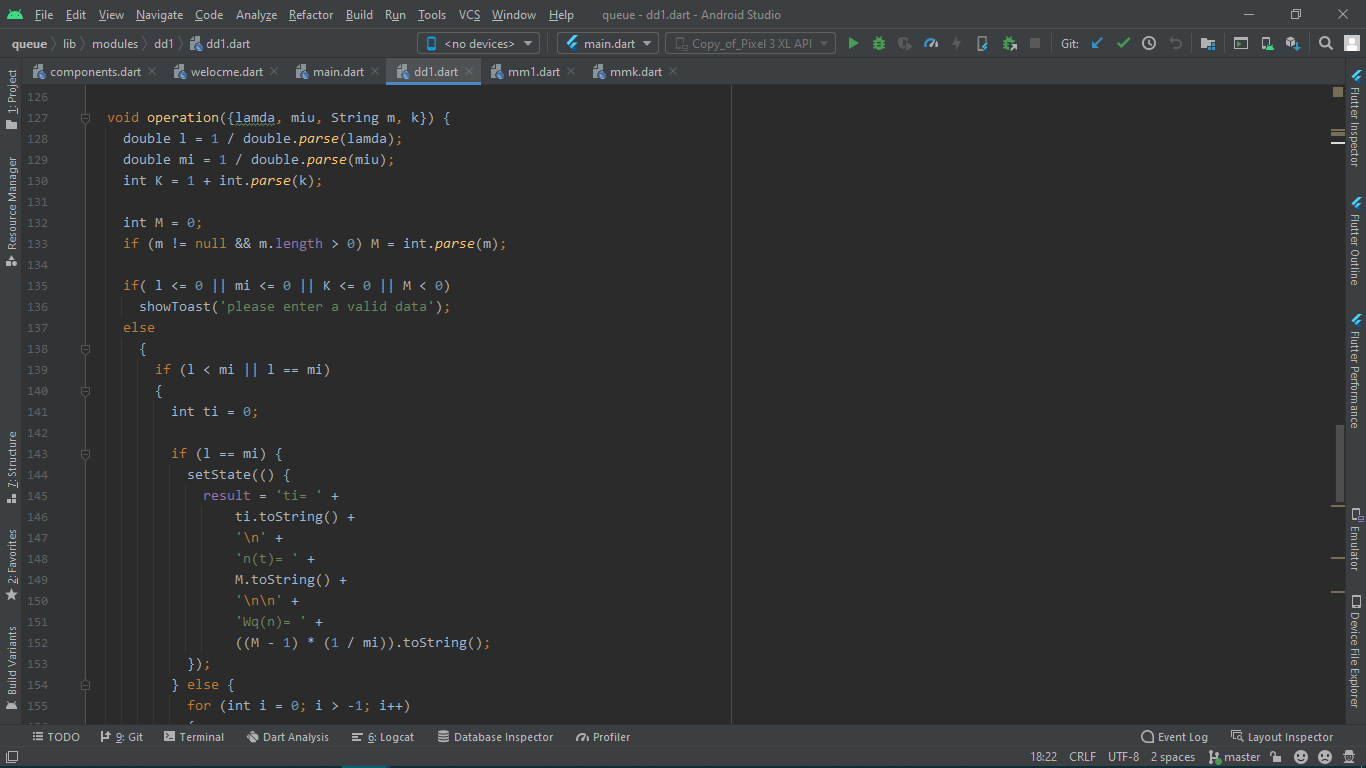 File Edit View Navigate Code Analyze Refactor Build Run Tools VCS Window Help queue - dd1.dart - Android Studio
queue lib modules dd1 dd1.dart <no devices> main.dart Copy_of_Pixel 3 XL API Git:
components.dart welocme.dart main.dart dd1.dart mm1.dart mmk.dart
1: Project
Resource Manager
7: Structure
2: Favorites
Build Variants
126
127 void operation({lamda, miu, String m, k}) {
128 double l = 1 / double.parse(lamda);
129 double mi = 1 / double.parse(miu);
130 int K = 1 + int.parse(k);
131
132 int M = 0;
133 if (m != null && m.length > 0) M = int.parse(m);
134
135 if( l <= 0 || mi <= 0 || K <= 0 || M < 0)
136 showToast('please enter a valid data');
137 else
138 {
139 if (l < mi || l == mi)
140 {
141 int ti = 0;
142
143 if (l == mi) {
144 setState(() {
145 result = 'ti= ' +
146 ti.toString() +
147 '\n' +
148 'n(t)= ' +
149 M.toString() +
150 '\n\n' +
151 'Wq(n)= ' +
152 ((M - 1) * (1 / mi)).toString();
153 });
154 } else {
155 for (int i = 0; i > -1; i++)
Flutter Inspector
Flutter Outline
Flutter Performance
Emulator
Device File Explorer
TODO 9: Git Terminal Dart Analysis 6: Logcat Database Inspector Profiler Event Log Layout Inspector
18:22 CRLF UTF-8 2 spaces master